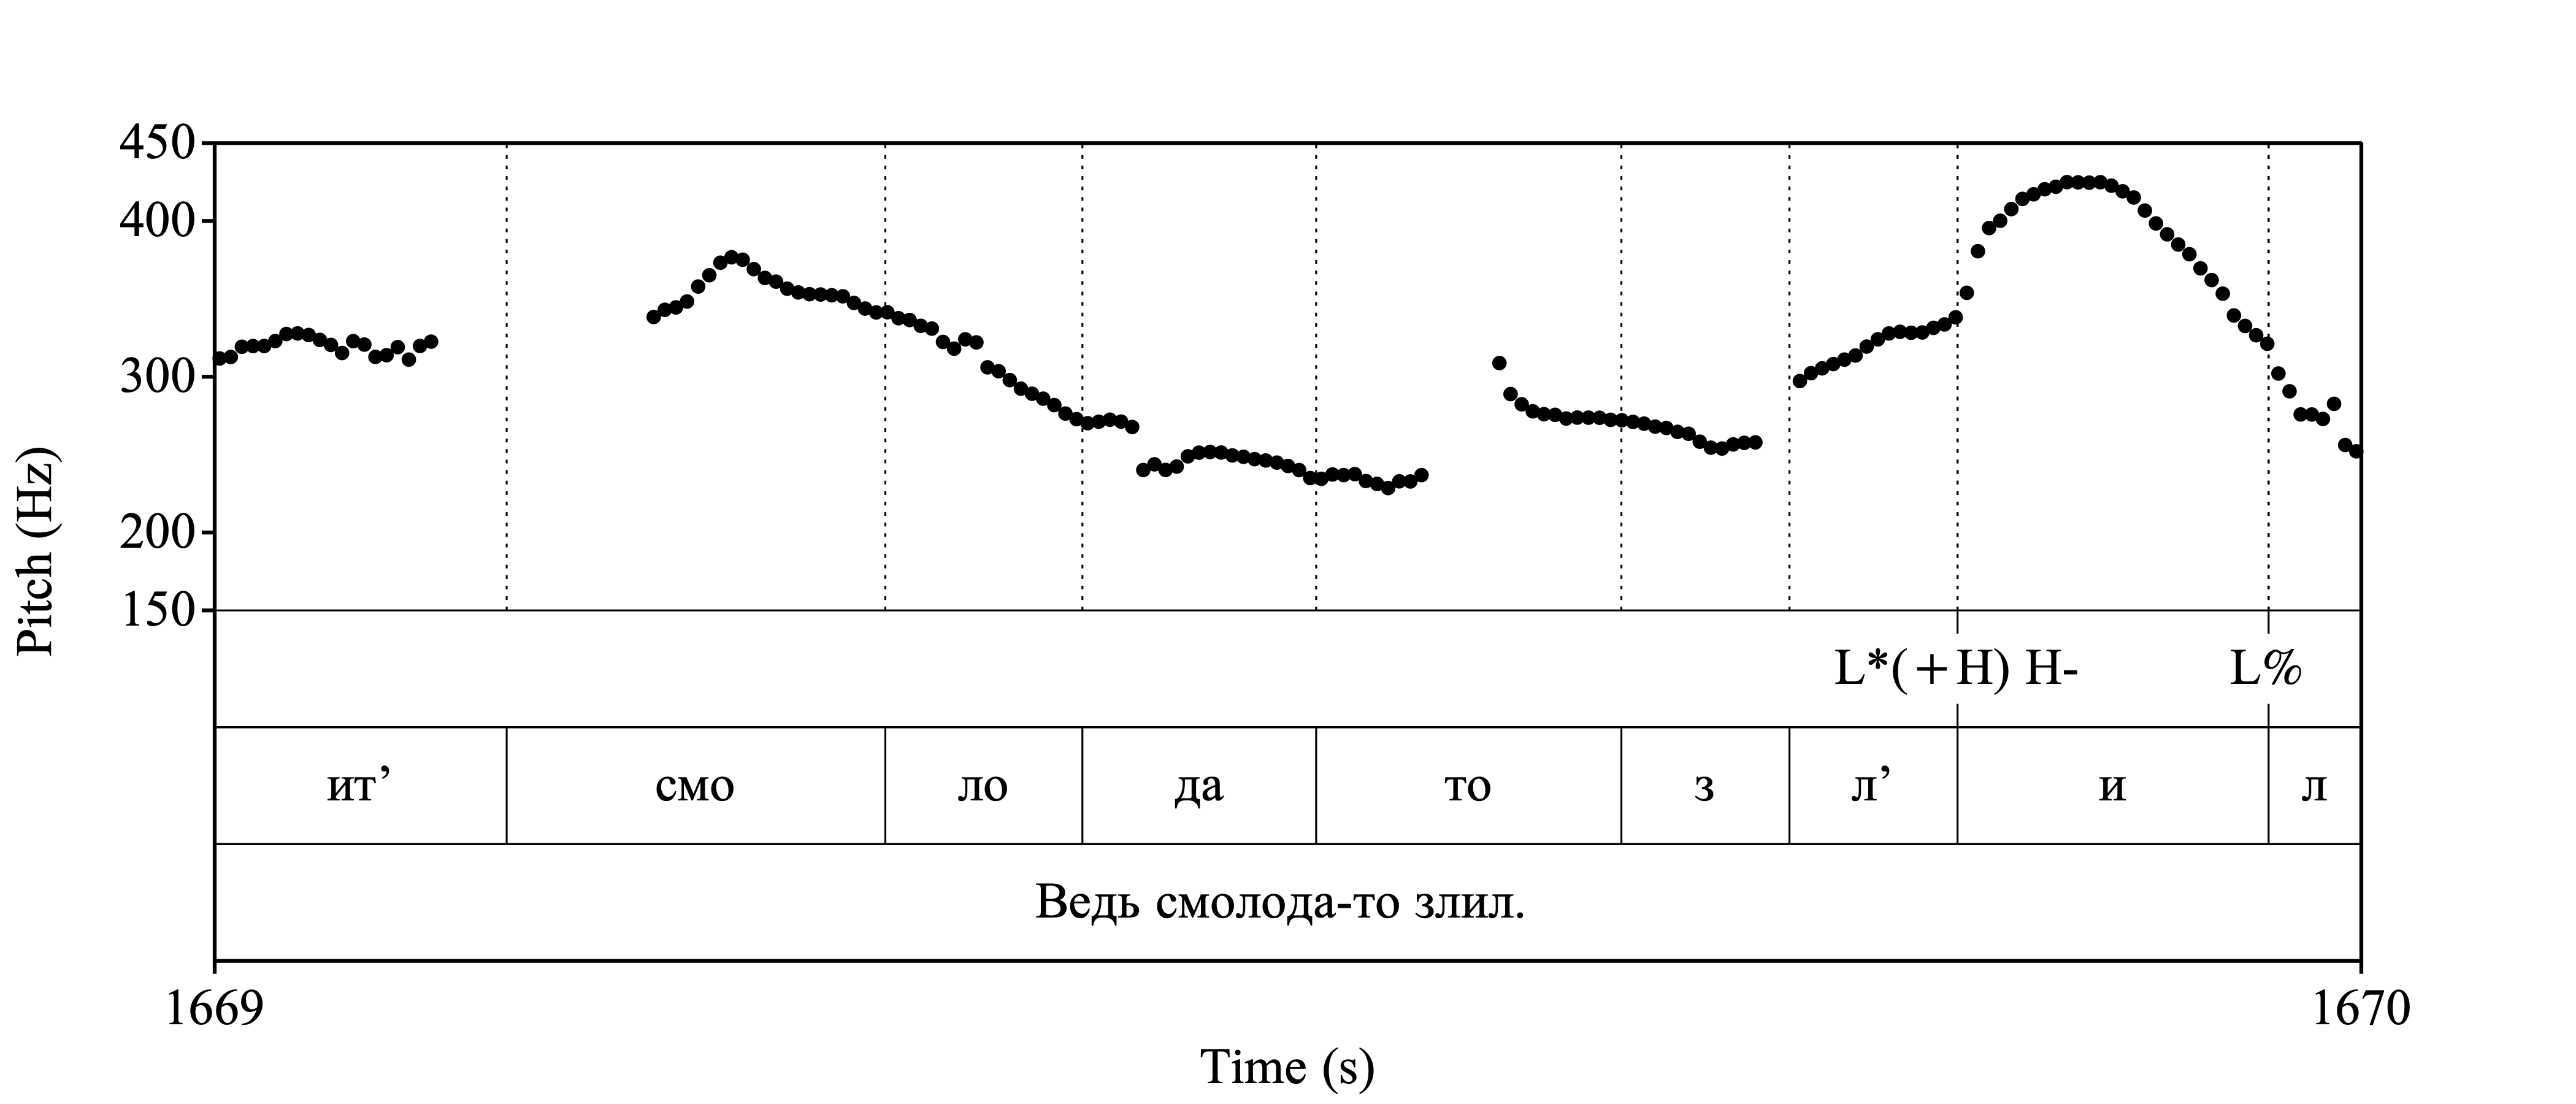 450
400
300
200
150
Pitch (Hz)
L*(+H) H- L%
ит’ смо ло да то з л’ и л
Ведь смолода-то злил.
1669 1670
Time (s)